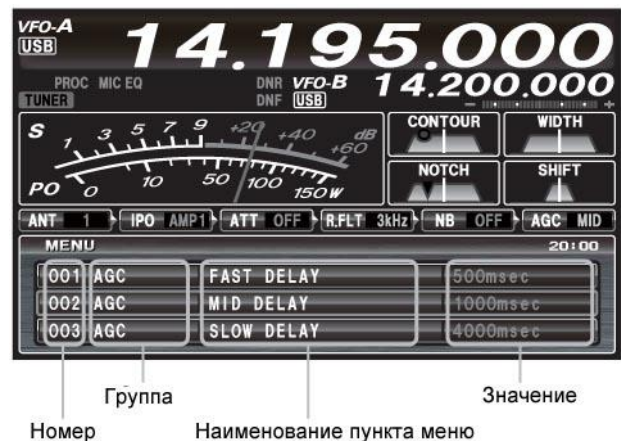 VFO-A
USB
14.195.000
PROC MIC EQ
TUNER
DNR VFO-B 14.200.000
DNF USB
− +
S 1 3 5 7 9 +20 +40 +60 dB
PO 0 10 50 100 150 W
CONTOUR WIDTH
NOTCH SHIFT
ANT 1 IPO AMP1 ATT OFF R.FLT 3kHz NB OFF AGC MID
MENU 20:00
001 AGC FAST DELAY 500msec
002 AGC MID DELAY 1000msec
003 AGC SLOW DELAY 4000msec
Группа Значение
Номер Наименование пункта меню